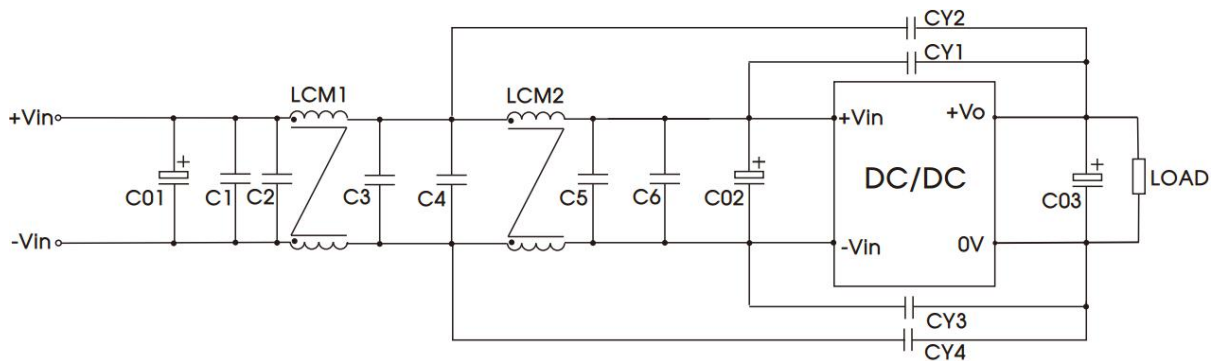 CY2
CY1
LCM1
LCM2
+Vin
+Vin
+Vo
+
+
+
C01
C1
C2
C3
C4
C5
C6
C02
DC/DC
C03
LOAD
-Vin
-Vin
0V
CY3
CY4